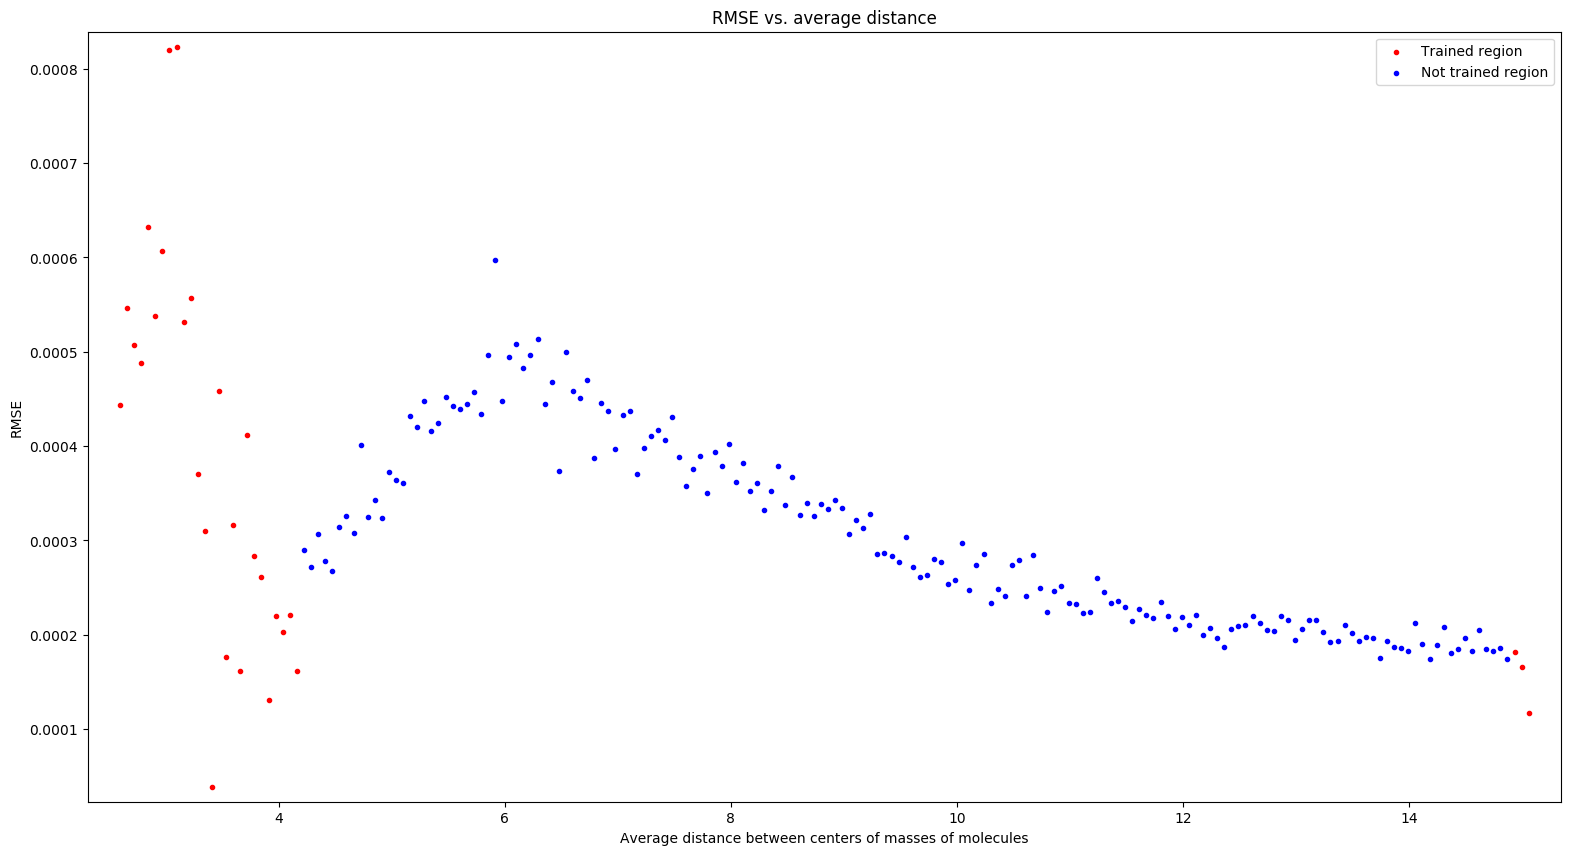 RMSE vs. average distance
Trained region
Not trained region
0.0008
0.0007
0.0006
0.0005
0.0004
0.0003
0.0002
0.0001
RMSE
4 6 8 10 12 14
Average distance between centers of masses of molecules